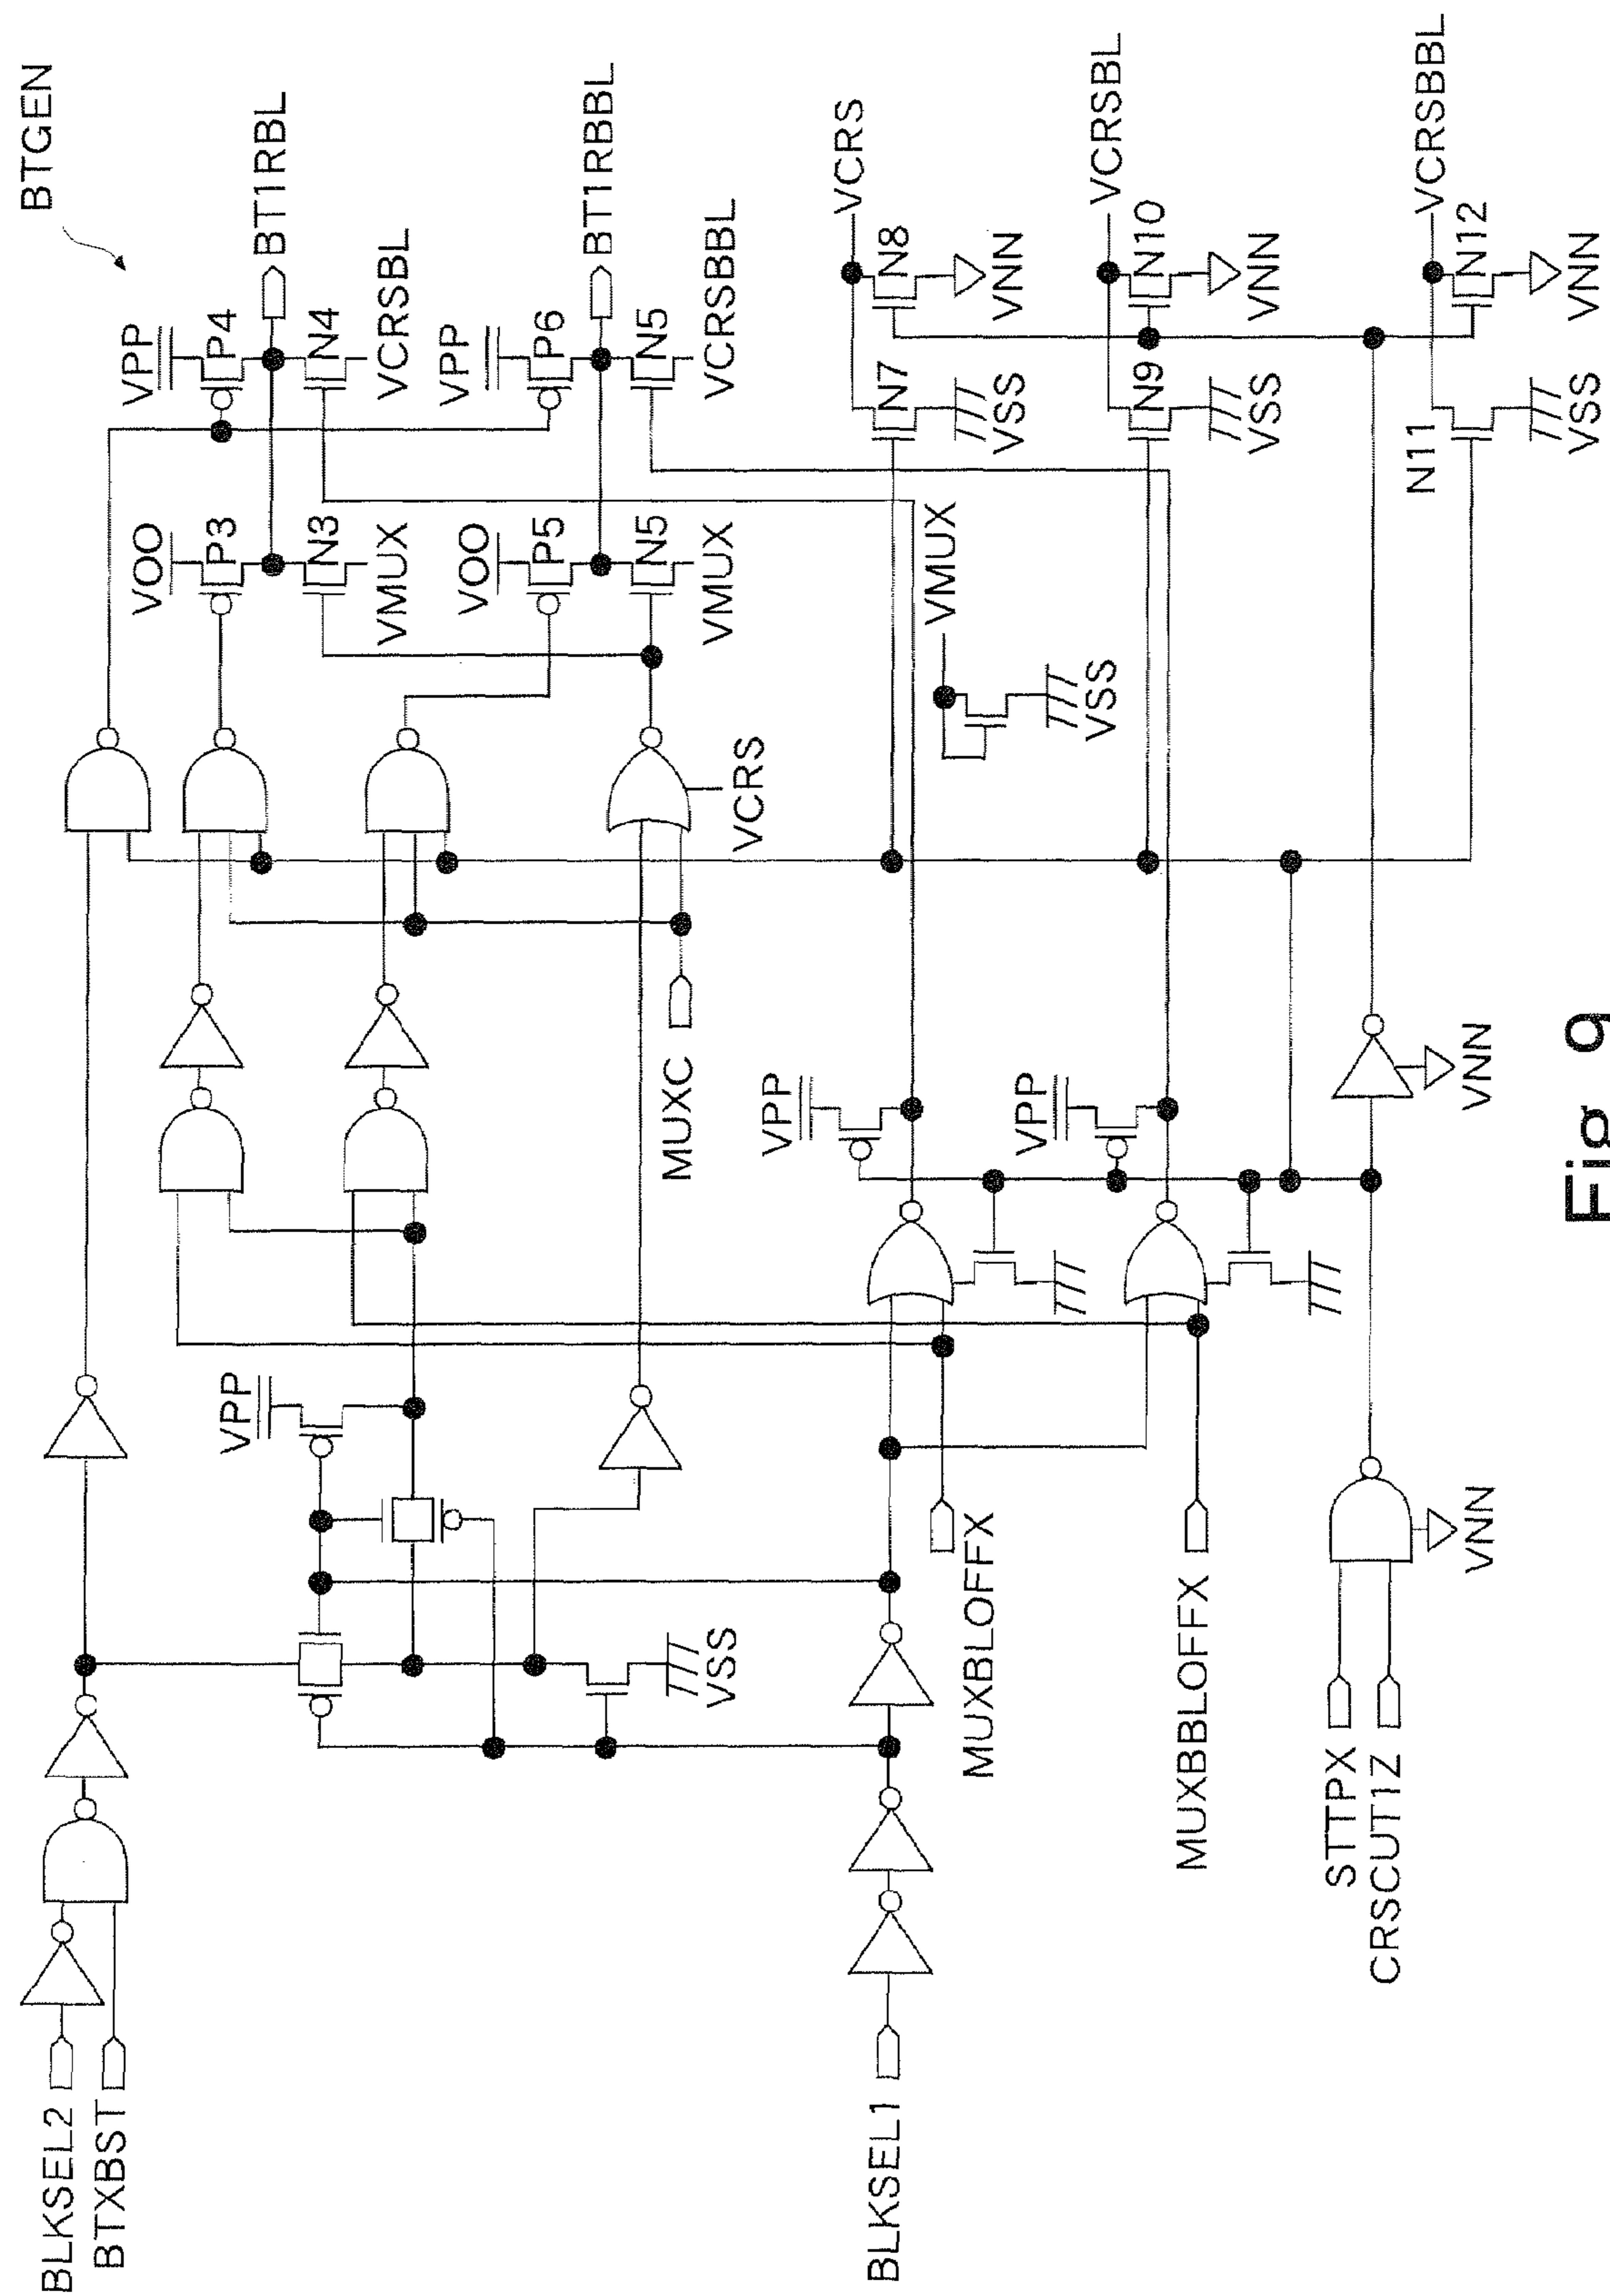 BTGEN
BLKSEL2
BTXBST
VPP
VOO
P3
VPP
P4
BT1RBL
N3
VMUX
N4
VCRSBL
VOO
P5
VPP
P6
BT1RBBL
N5
VMUX
N5
VCRSBBL
VSS
MUXC
VCRS
BLKSEL1
VPP
N7
VSS
VCRS
N8
VNN
MUXBLOFFX
VMUX
VSS
VPP
N9
VSS
VCRSBL
N10
VNN
MUXBBLOFFX
STTPX
CRSCUT1Z
VNN
VNN
N11
VSS
VCRSBBL
N12
VNN
Fig. 9